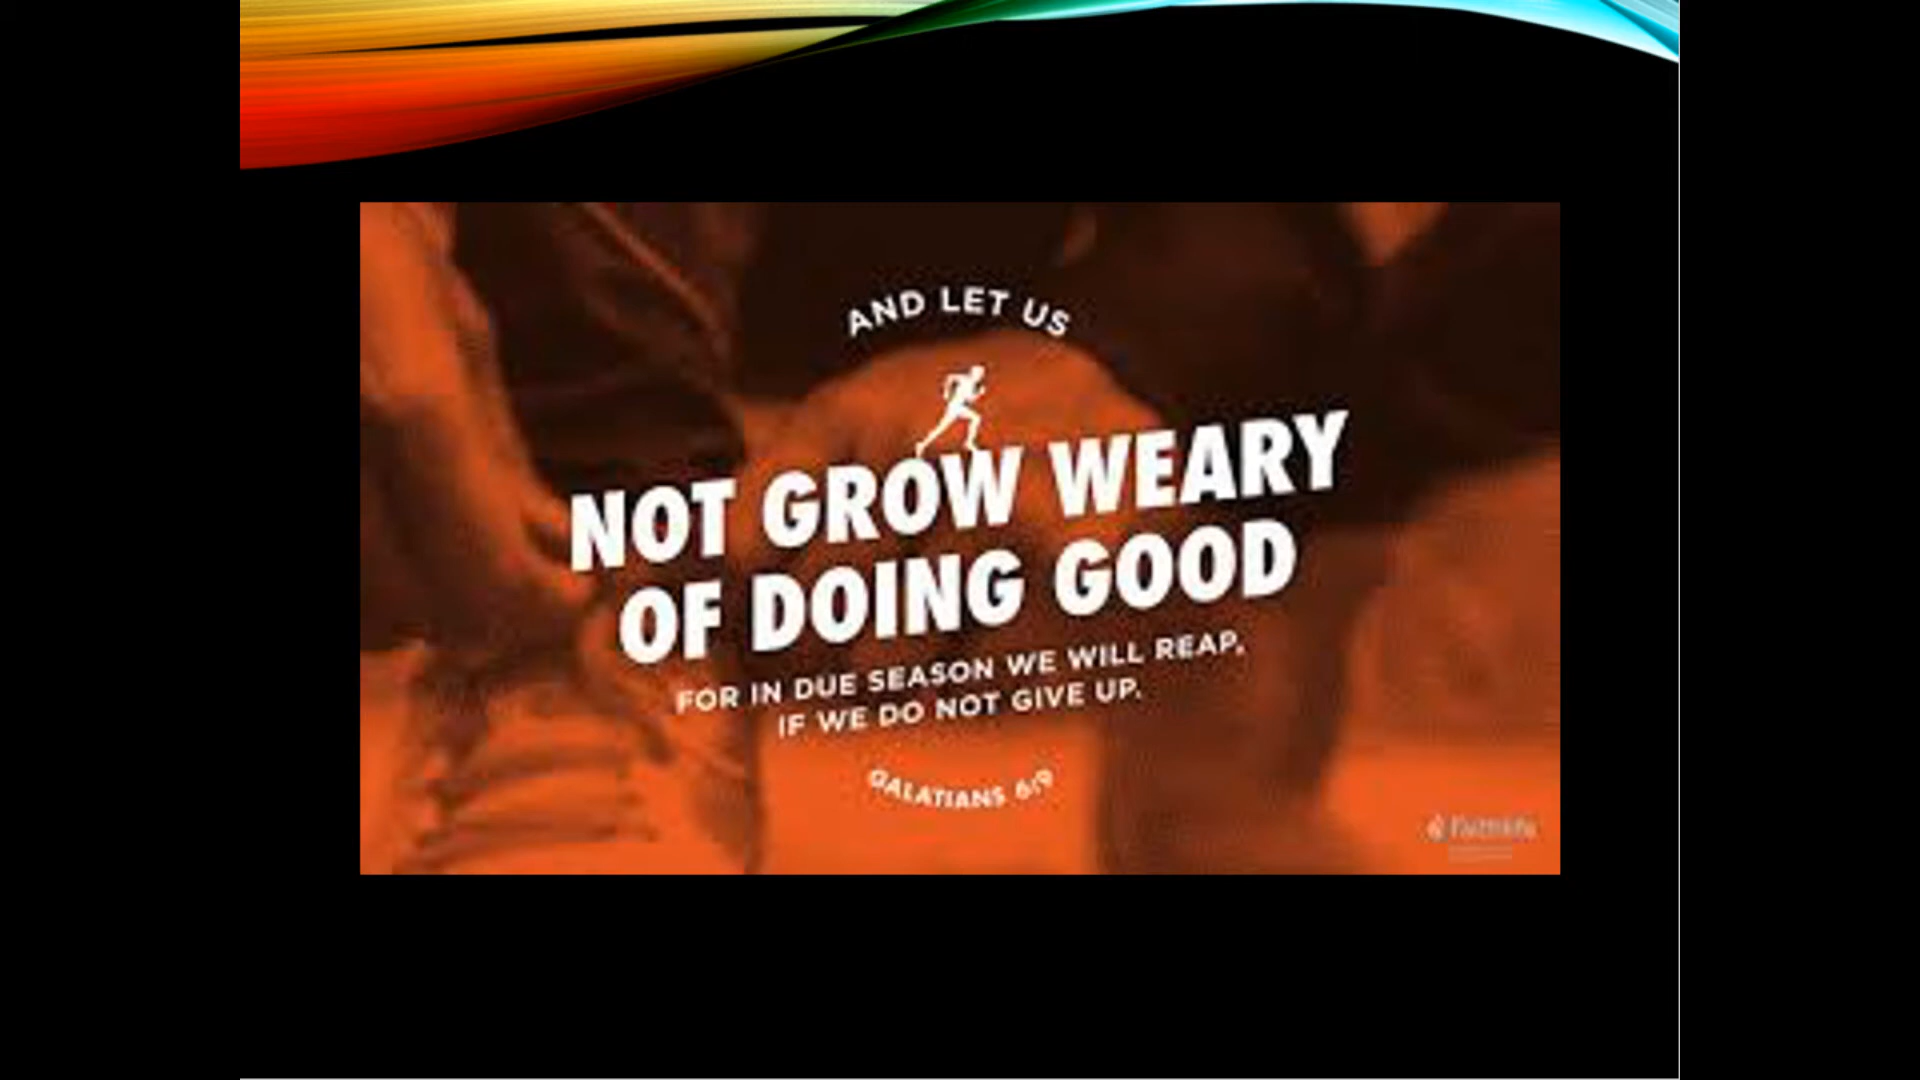 AND LET US
NOT GROW WEARY
OF DOING GOOD
FOR IN DUE SEASON WE WILL REAP,
IF WE DO NOT GIVE UP.
GALATIANS 6:9